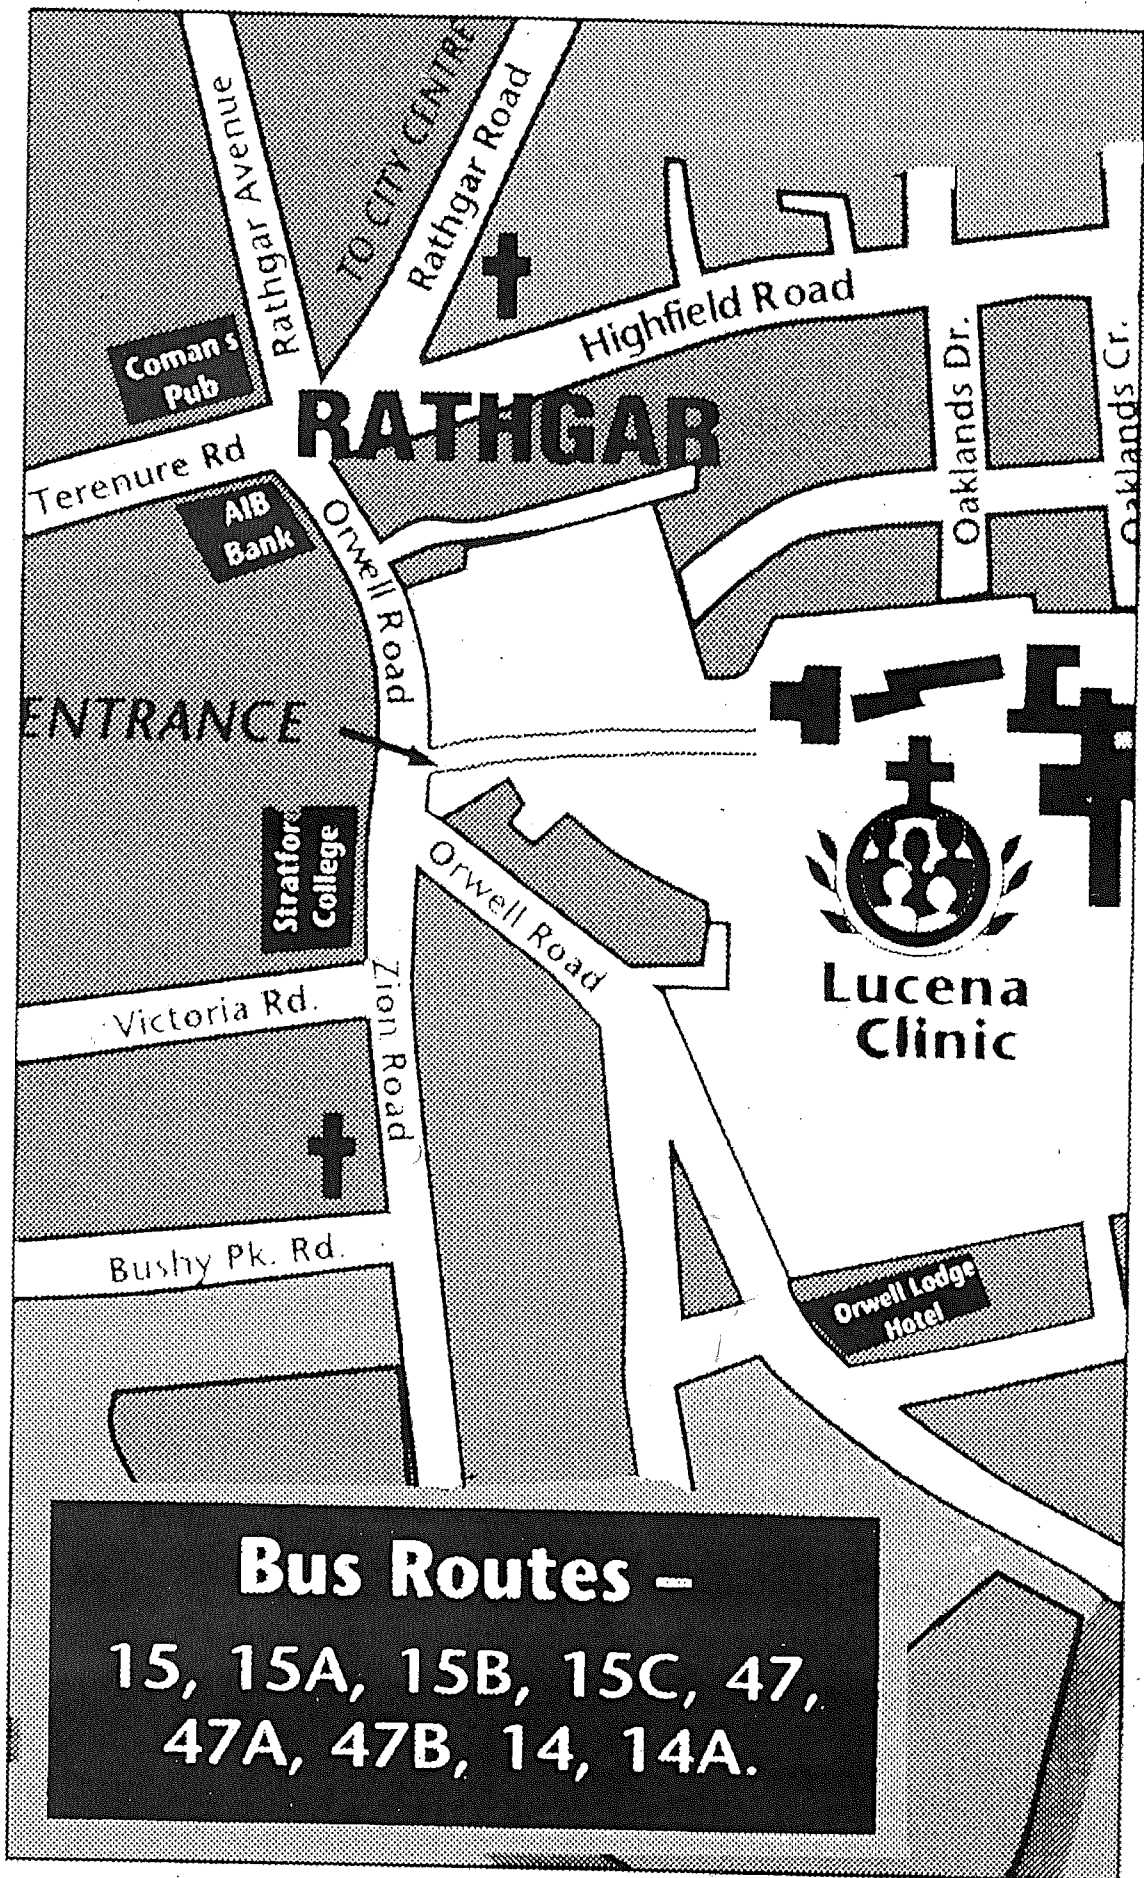 Rathgar Avenue
TO CITY CENTRE
Rathgar Road
Highfield Road
Coman's
Pub
RATHGAR
Terenure Rd
AIB
Bank
Orwell Road
Oaklands Dr.
Oaklands Cr.
ENTRANCE
Stratford
College
Orwell Road
Lucena
Clinic
Victoria Rd.
Zion Road
Bushy Pk. Rd.
Orwell Lodge
Hotel
Bus Routes –
15, 15A, 15B, 15C, 47,
47A, 47B, 14, 14A.